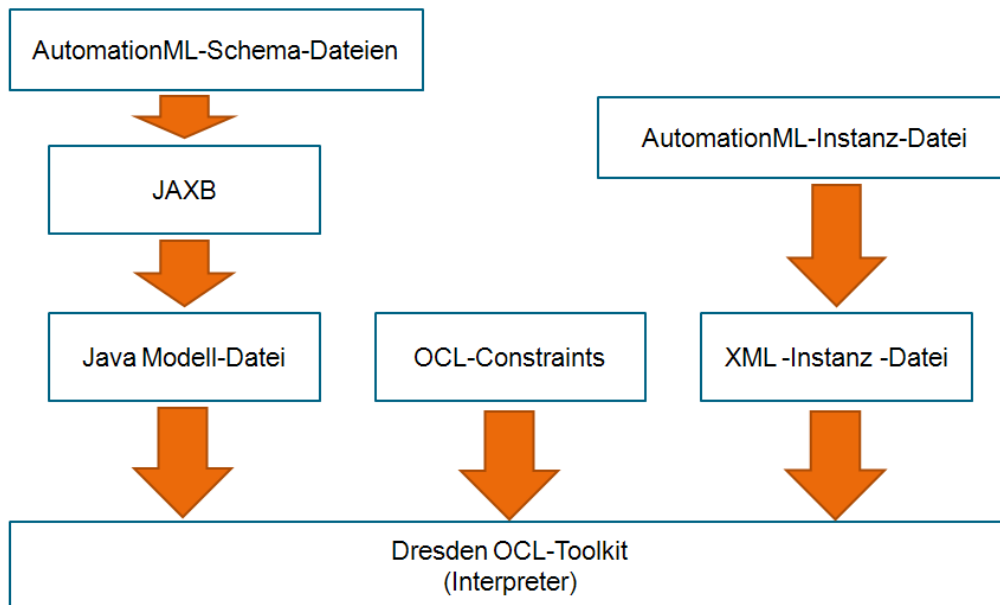 AutomationML-Schema-Dateien
AutomationML-Instanz-Datei
JAXB
Java Modell-Datei
OCL-Constraints
XML -Instanz -Datei
Dresden OCL-Toolkit
(Interpreter)